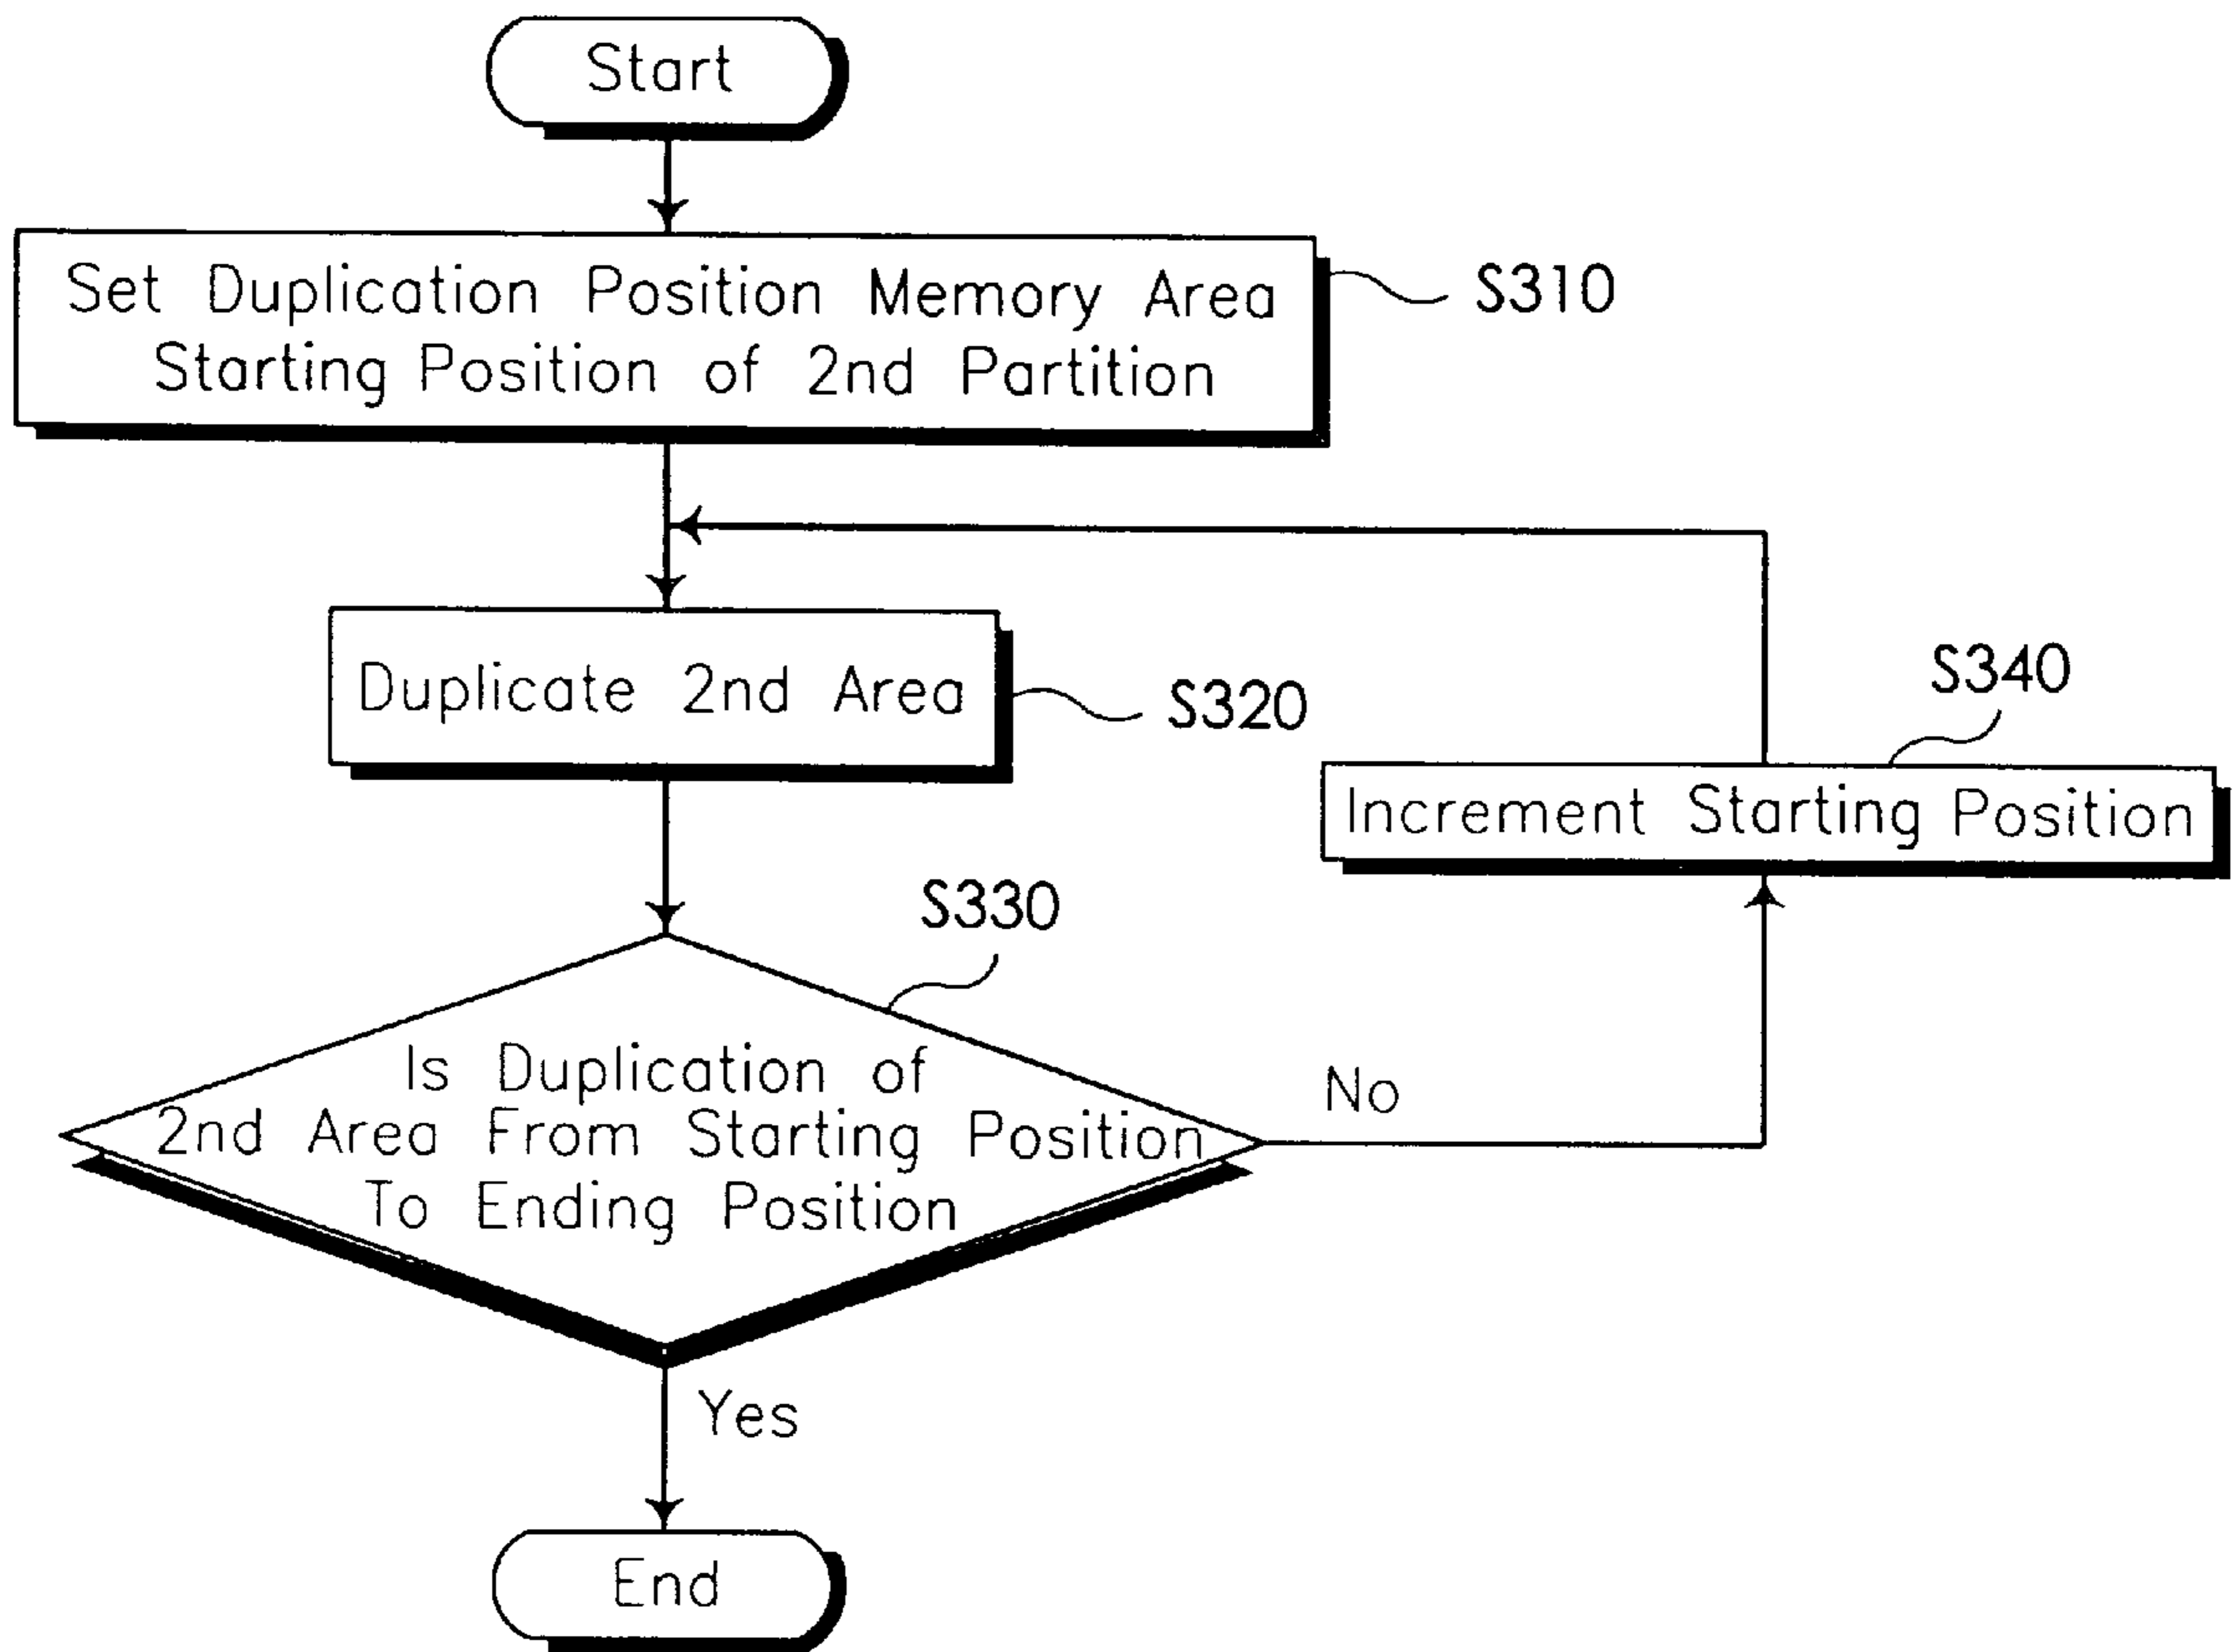 Start
Set Duplication Position Memory Area
Starting Position of 2nd Partition
S310
Duplicate 2nd Area
S320
S340
Increment Starting Position
S330
Is Duplication of
2nd Area From Starting Position
To Ending Position
No
Yes
End